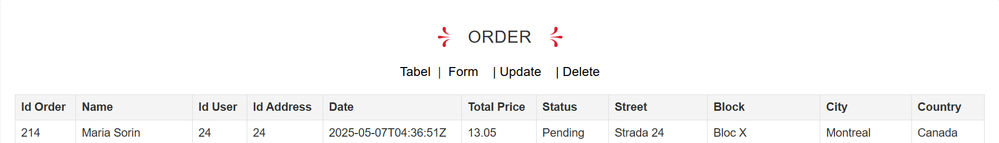 ORDER
Tabel | Form | Update | Delete
Id Order Name Id User Id Address Date Total Price Status Street Block City Country
214 Maria Sorin 24 24 2025-05-07T04:36:51Z 13.05 Pending Strada 24 Bloc X Montreal Canada